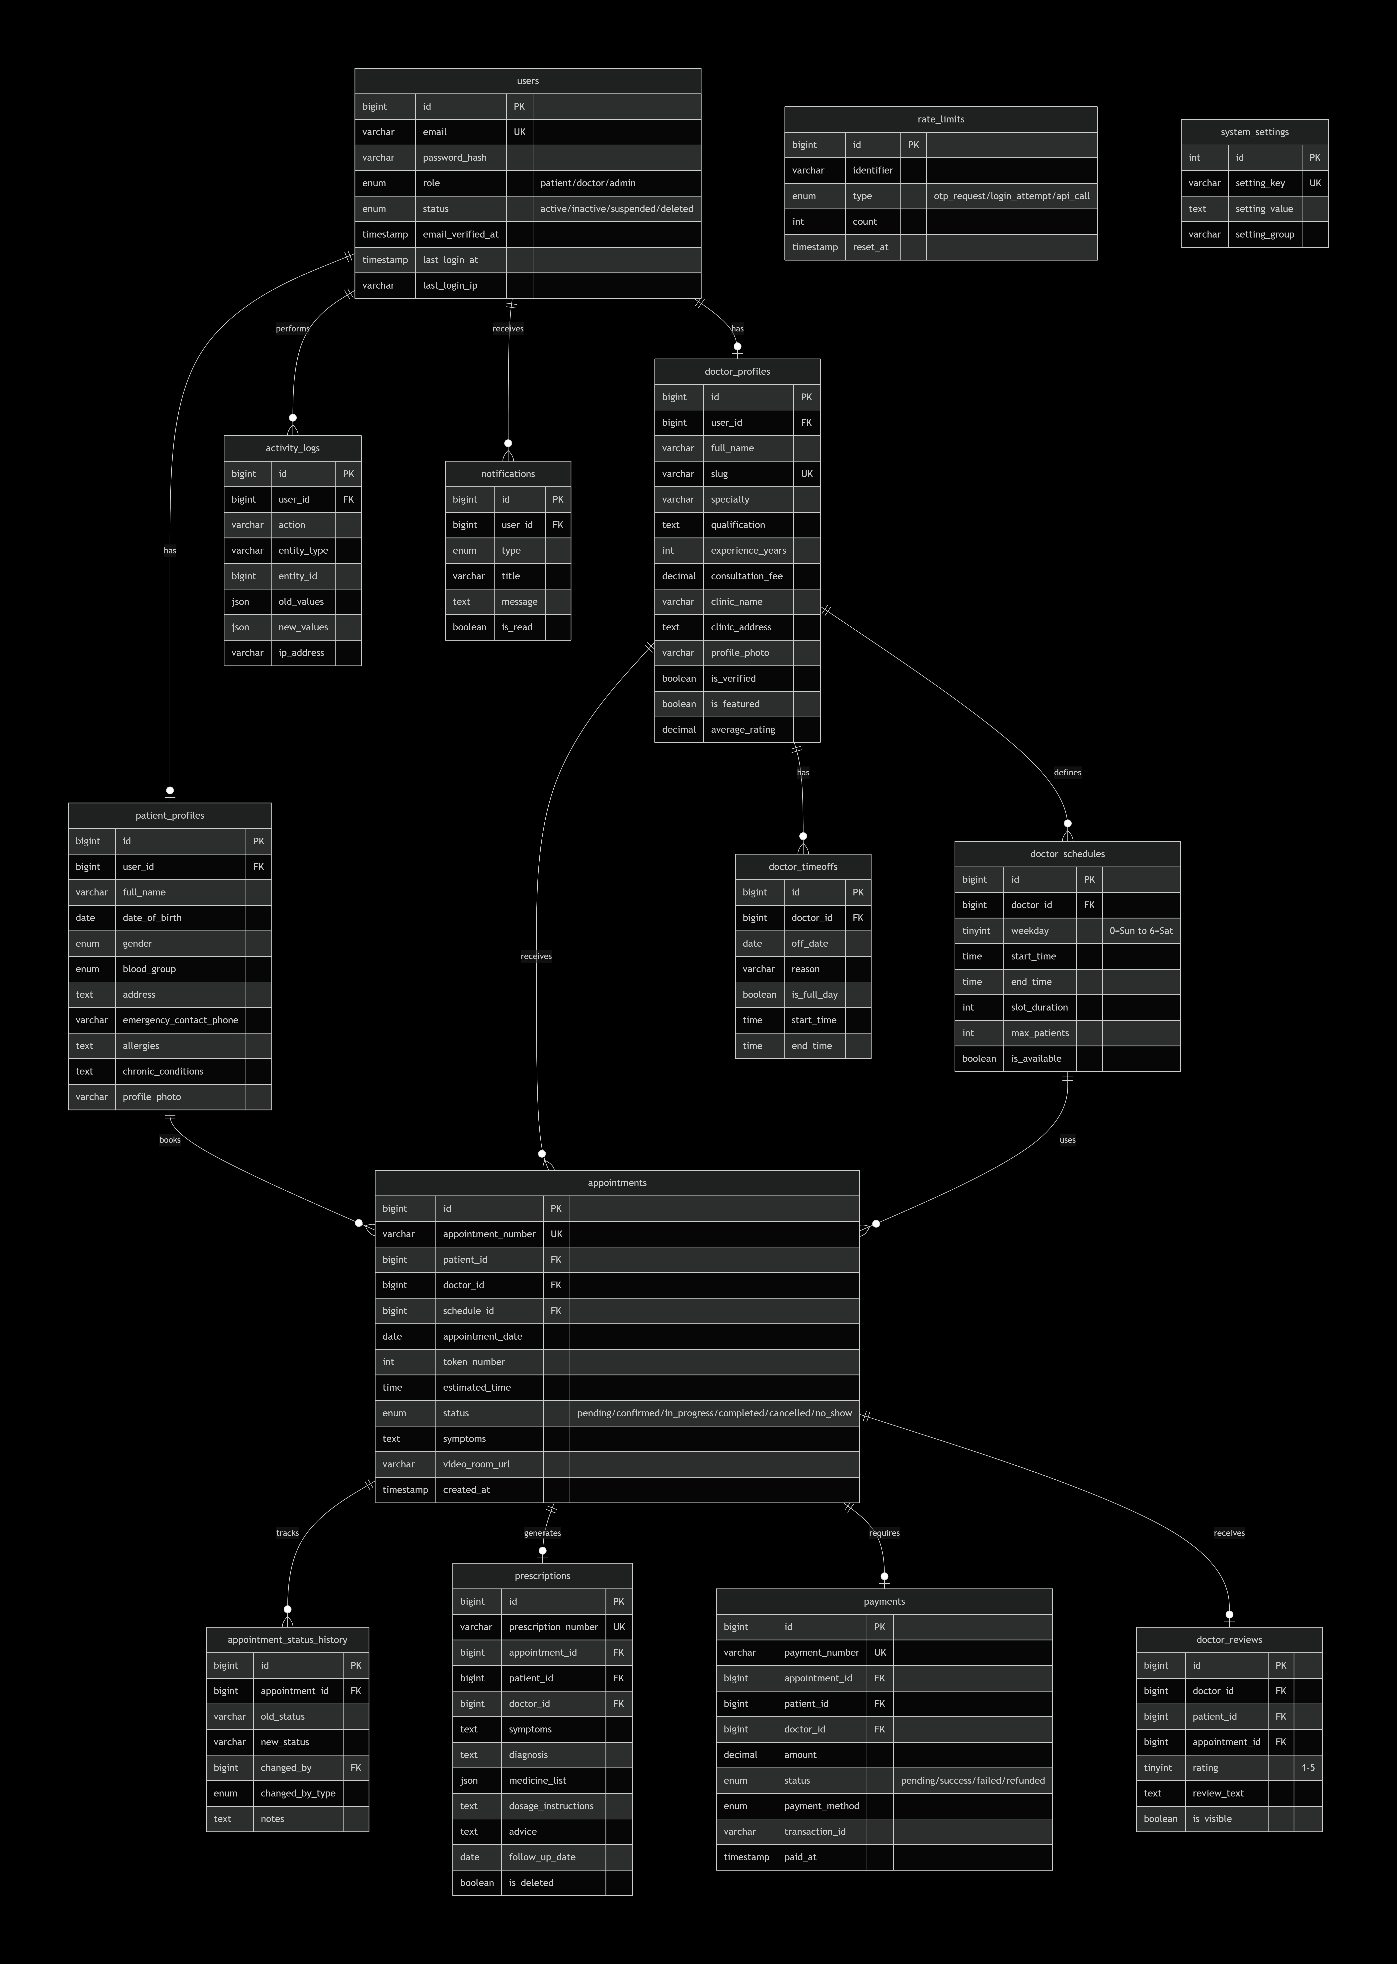 users
bigint id PK
varchar email UK
varchar password_hash
enum role patient/doctor/admin
enum status active/inactive/suspended/deleted
timestamp email_verified_at
timestamp last_login_at
varchar last_login_ip
rate_limits
bigint id PK
varchar identifier
enum type otp_request/login_attempt/api_call
int count
timestamp reset_at
system_settings
int id PK
varchar setting_key UK
text setting_value
varchar setting_group
performs
receives
has
has
doctor_profiles
bigint id PK
bigint user_id FK
varchar full_name
varchar slug UK
varchar specialty
text qualification
int experience_years
decimal consultation_fee
varchar clinic_name
text clinic_address
varchar profile_photo
boolean is_verified
boolean is_featured
decimal average_rating
activity_logs
bigint id PK
bigint user_id FK
varchar action
varchar entity_type
bigint entity_id
json old_values
json new_values
varchar ip_address
notifications
bigint id PK
bigint user_id FK
enum type
varchar title
text message
boolean is_read
has
defines
receives
patient_profiles
bigint id PK
bigint user_id FK
varchar full_name
date date_of_birth
enum gender
enum blood_group
text address
varchar emergency_contact_phone
text allergies
text chronic_conditions
varchar profile_photo
doctor_timeoffs
bigint id PK
bigint doctor_id FK
date off_date
varchar reason
boolean is_full_day
time start_time
time end_time
doctor_schedules
bigint id PK
bigint doctor_id FK
tinyint weekday 0=Sun to 6=Sat
time start_time
time end_time
int slot_duration
int max_patients
boolean is_available
books
uses
appointments
bigint id PK
varchar appointment_number UK
bigint patient_id FK
bigint doctor_id FK
bigint schedule_id FK
date appointment_date
int token_number
time estimated_time
enum status pending/confirmed/in_progress/completed/cancelled/no_show
text symptoms
varchar video_room_url
timestamp created_at
tracks
generates
requires
receives
appointment_status_history
bigint id PK
bigint appointment_id FK
varchar old_status
varchar new_status
bigint changed_by FK
enum changed_by_type
text notes
prescriptions
bigint id PK
varchar prescription_number UK
bigint appointment_id FK
bigint patient_id FK
bigint doctor_id FK
text symptoms
text diagnosis
json medicine_list
text dosage_instructions
text advice
date follow_up_date
boolean is_deleted
payments
bigint id PK
varchar payment_number UK
bigint appointment_id FK
bigint patient_id FK
bigint doctor_id FK
decimal amount
enum status pending/success/failed/refunded
enum payment_method
varchar transaction_id
timestamp paid_at
doctor_reviews
bigint id PK
bigint doctor_id FK
bigint patient_id FK
bigint appointment_id FK
tinyint rating 1-5
text review_text
boolean is_visible